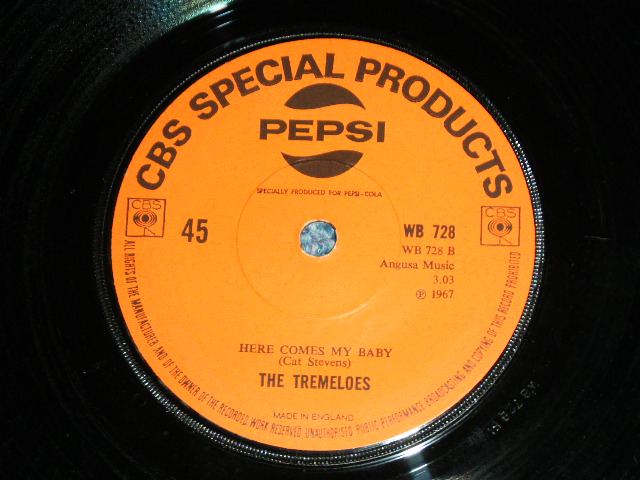 CBS SPECIAL PRODUCTS
PEPSI
SPECIALLY PRODUCED FOR PEPSI-COLA
CBS
CBS
45
WB 728
WB 728 B
Angusa Music
3.03
℗ 1967
HERE COMES MY BABY
(Cat Stevens)
THE TREMELOES
MADE IN ENGLAND
ALL RIGHTS OF THE MANUFACTURER AND OF THE OWNER OF THE RECORDED WORK RESERVED. UNAUTHORISED PUBLIC PERFORMANCE, BROADCASTING AND COPYING OF THIS RECORD PROHIBITED